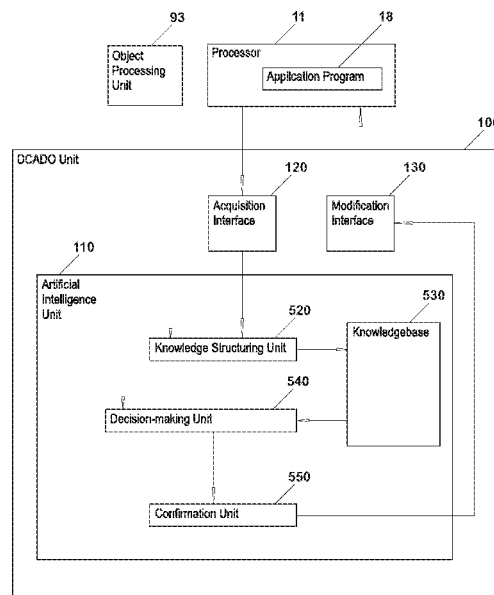 93
11
18
Object
Processing
Unit
Processor
Application Program
100
DCADO Unit
120
130
Acquisition
Interface
Modification
Interface
110
Artificial
Intelligence
Unit
520
530
Knowledge Structuring Unit
Knowledgebase
540
Decision-making Unit
550
Confirmation Unit